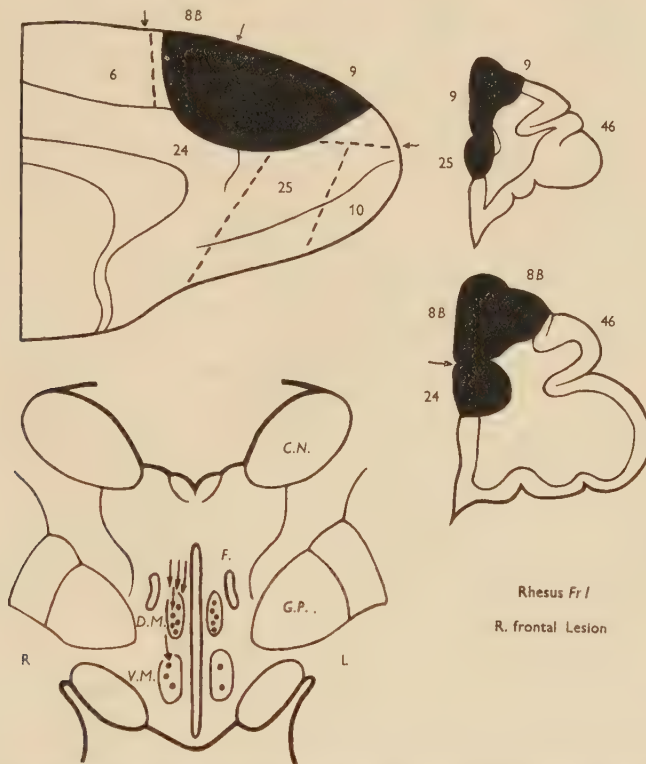 8B
9
6
24
25
10
9
9
46
25
8B
8B
46
24
C.N.
F.
D.M.
G.P.
R
L
V.M.
Rhesus Fr I
R. frontal Lesion